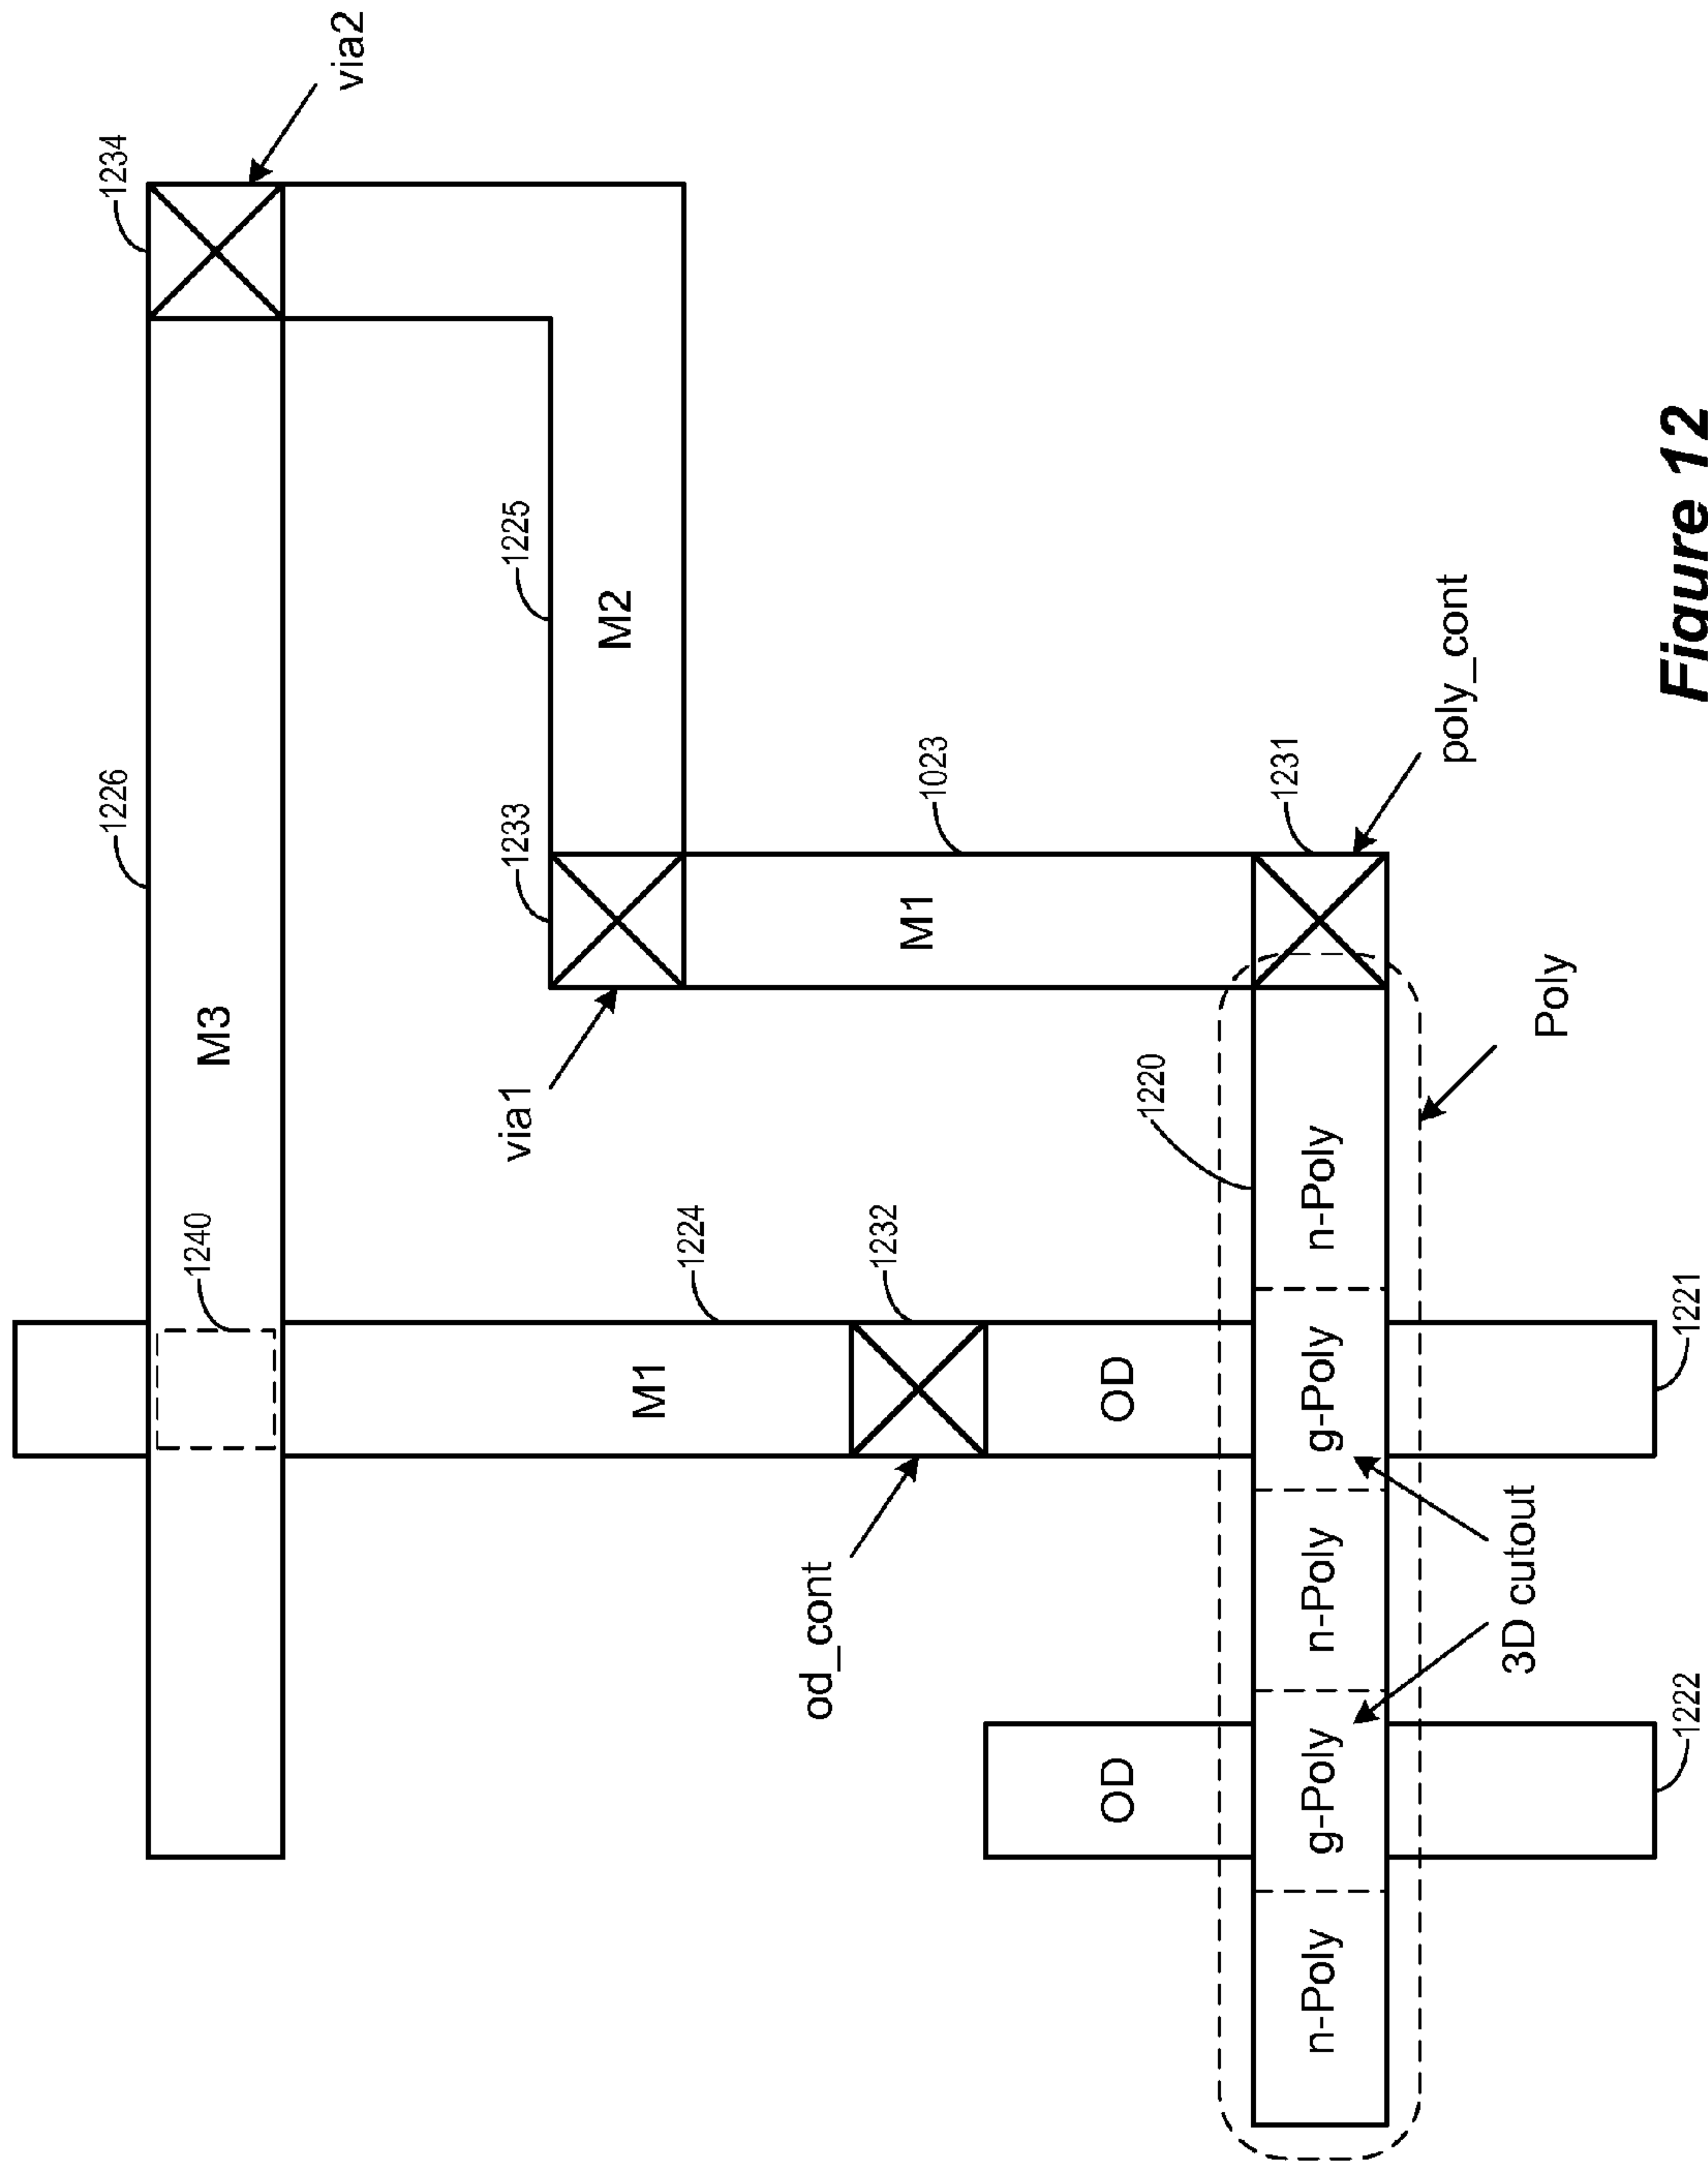 1222
1221
OD
n-Poly
g-Poly
n-Poly
g-Poly
n-Poly
3D cutout
Poly
1220
OD
od_cont
1232
M1
1224
1240
via1
1233
M1
1023
1231
poly_cont
M3
1226
M2
1225
1234
via2
Figure 12